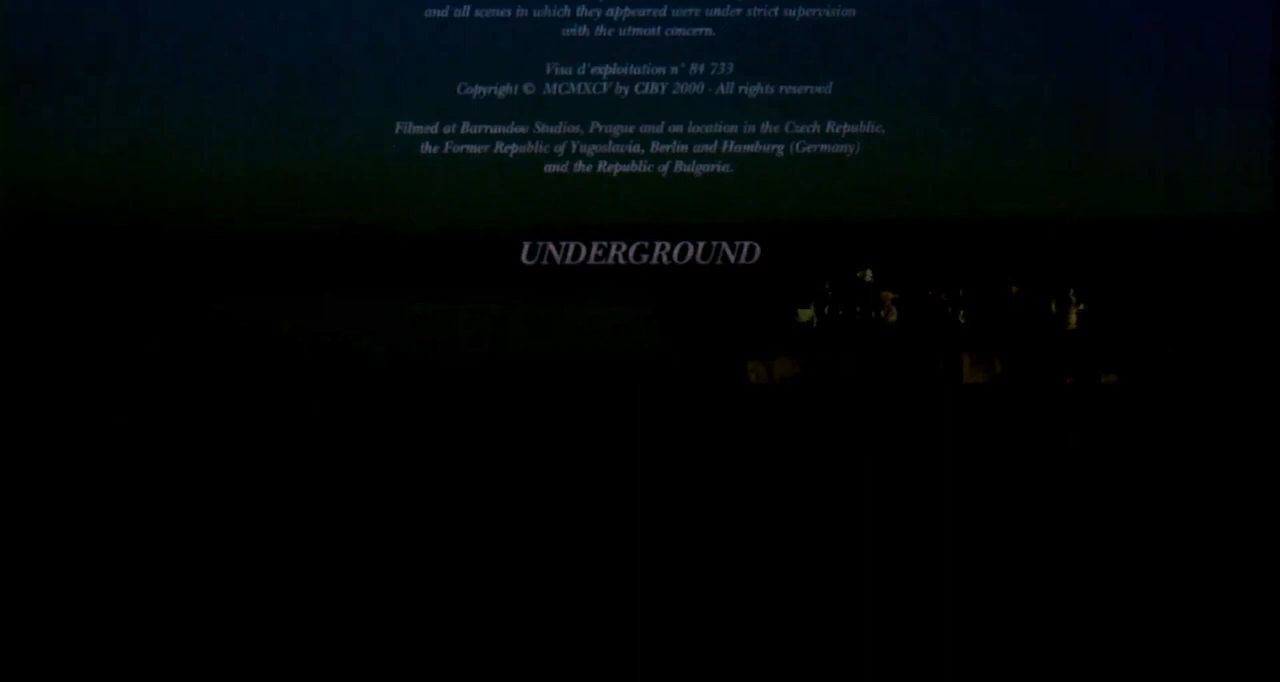 and all scenes in which they appeared were under strict supervision
with the utmost concern.
Visa d'exploitation n° 84 733
Copyright © MCMXCV by CIBY 2000 - All rights reserved
Filmed at Barrandov Studios, Prague and on location in the Czech Republic,
the Former Republic of Yugoslavia, Berlin and Hamburg (Germany)
and the Republic of Bulgaria.
UNDERGROUND